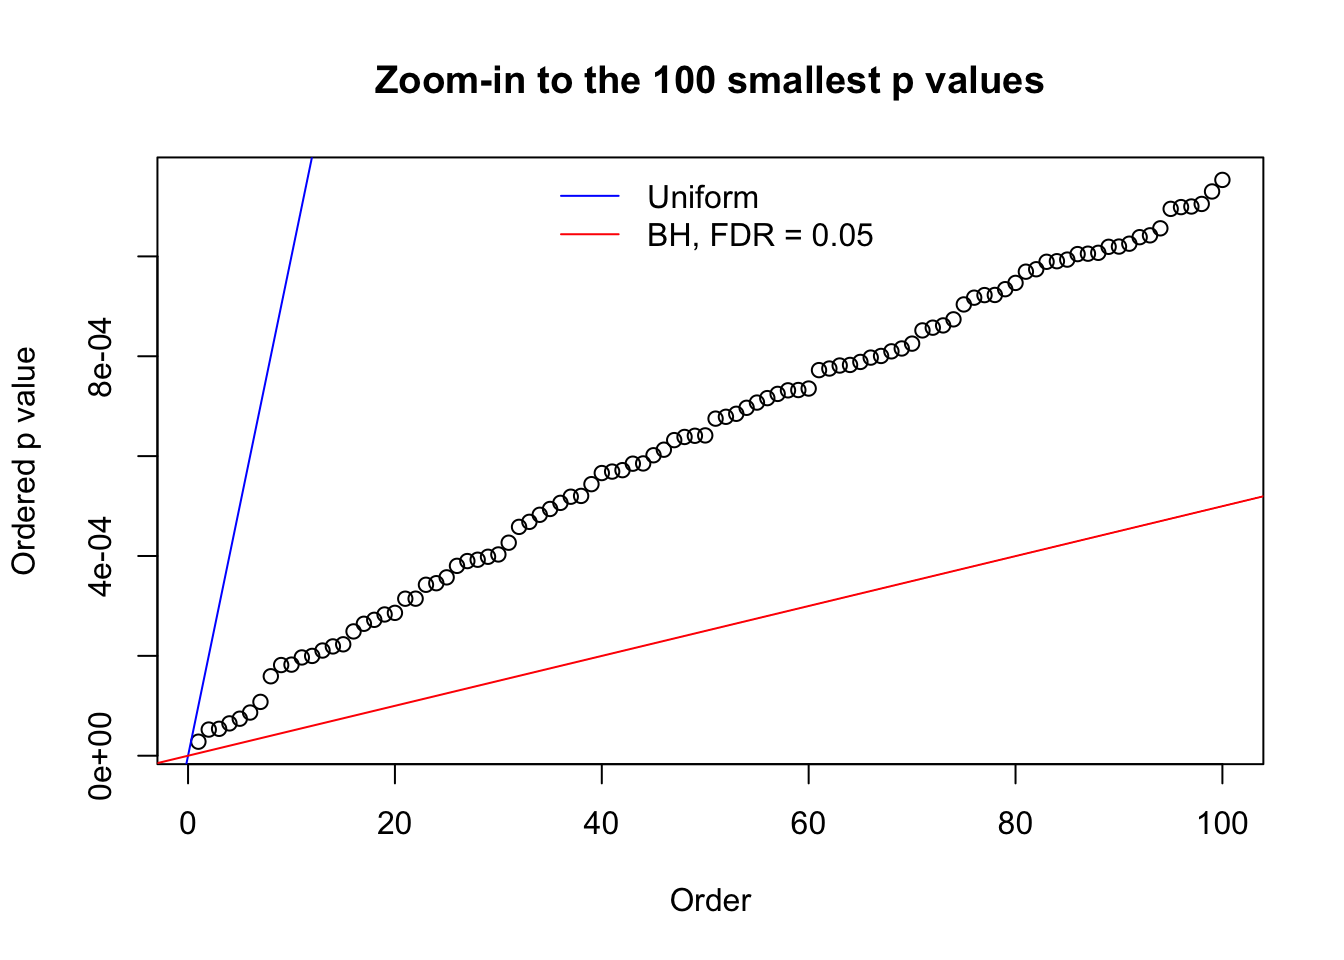 Zoom-in to the 100 smallest p values
Uniform
BH, FDR = 0.05
Ordered p value
8e-04
4e-04
0e+00
0 20 40 60 80 100
Order